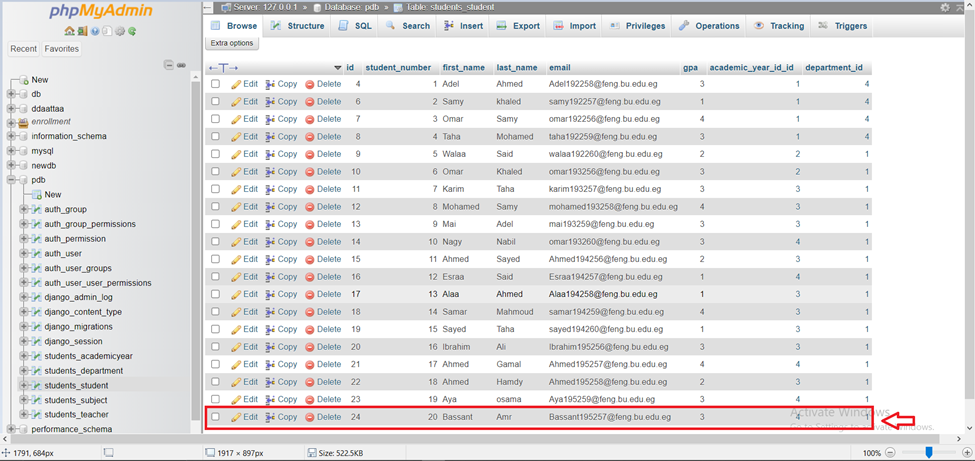 phpMyAdmin
Recent Favorites
New
db
ddaattaa
enrollment
information_schema
mysql
newdb
pdb
New
auth_group
auth_group_permissions
auth_permission
auth_user
auth_user_groups
auth_user_user_permissions
django_admin_log
django_content_type
django_migrations
django_session
students_academicyear
students_department
students_student
students_subject
students_teacher
performance_schema
Server: 127.0.0.1 » Database: pdb » Table: students_student
Browse Structure SQL Search Insert Export Import Privileges Operations Tracking Triggers
Extra options
←T→ id student_number first_name last_name email gpa academic_year_id_id department_id
Edit Copy Delete 4 1 Adel Ahmed Adel192258@feng.bu.edu.eg 3 1 4
Edit Copy Delete 6 2 Samy khaled samy192257@feng.bu.edu.eg 1 1 4
Edit Copy Delete 7 3 Omar Samy omar192256@feng.bu.edu.eg 4 1 4
Edit Copy Delete 8 4 Taha Mohamed taha192259@feng.bu.edu.eg 3 1 4
Edit Copy Delete 9 5 Walaa Said walaa192260@feng.bu.edu.eg 2 2 1
Edit Copy Delete 10 6 Omar Khaled omar193256@feng.bu.edu.eg 3 2 1
Edit Copy Delete 11 7 Karim Taha karim193257@feng.bu.edu.eg 3 3 1
Edit Copy Delete 12 8 Mohamed Samy mohamed193258@feng.bu.edu.eg 4 3 1
Edit Copy Delete 13 9 Mai Adel mai193259@feng.bu.edu.eg 3 3 1
Edit Copy Delete 14 10 Nagy Nabil omar193260@feng.bu.edu.eg 3 4 1
Edit Copy Delete 15 11 Ahmed Sayed Ahmed194256@feng.bu.edu.eg 2 3 1
Edit Copy Delete 16 12 Esraa Said Esraa194257@feng.bu.edu.eg 1 4 1
Edit Copy Delete 17 13 Alaa Ahmed Alaa194258@feng.bu.edu.eg 1 3 1
Edit Copy Delete 18 14 Samar Mahmoud samar194259@feng.bu.edu.eg 4 3 1
Edit Copy Delete 19 15 Sayed Taha sayed194260@feng.bu.edu.eg 1 3 1
Edit Copy Delete 20 16 Ibrahim Ali Ibrahim195256@feng.bu.edu.eg 3 3 1
Edit Copy Delete 21 17 Ahmed Gamal Ahmed195257@feng.bu.edu.eg 4 4 1
Edit Copy Delete 22 18 Ahmed Hamdy Ahmed195258@feng.bu.edu.eg 2 3 1
Edit Copy Delete 23 19 Aya osama Aya195259@feng.bu.edu.eg 3 4 1
Edit Copy Delete 24 20 Bassant Amr Bassant195257@feng.bu.edu.eg 3 4 1
Activate Windows
Go to Settings to activate Windows.
1791, 684px 1917 × 897px Size: 522.5KB 100%